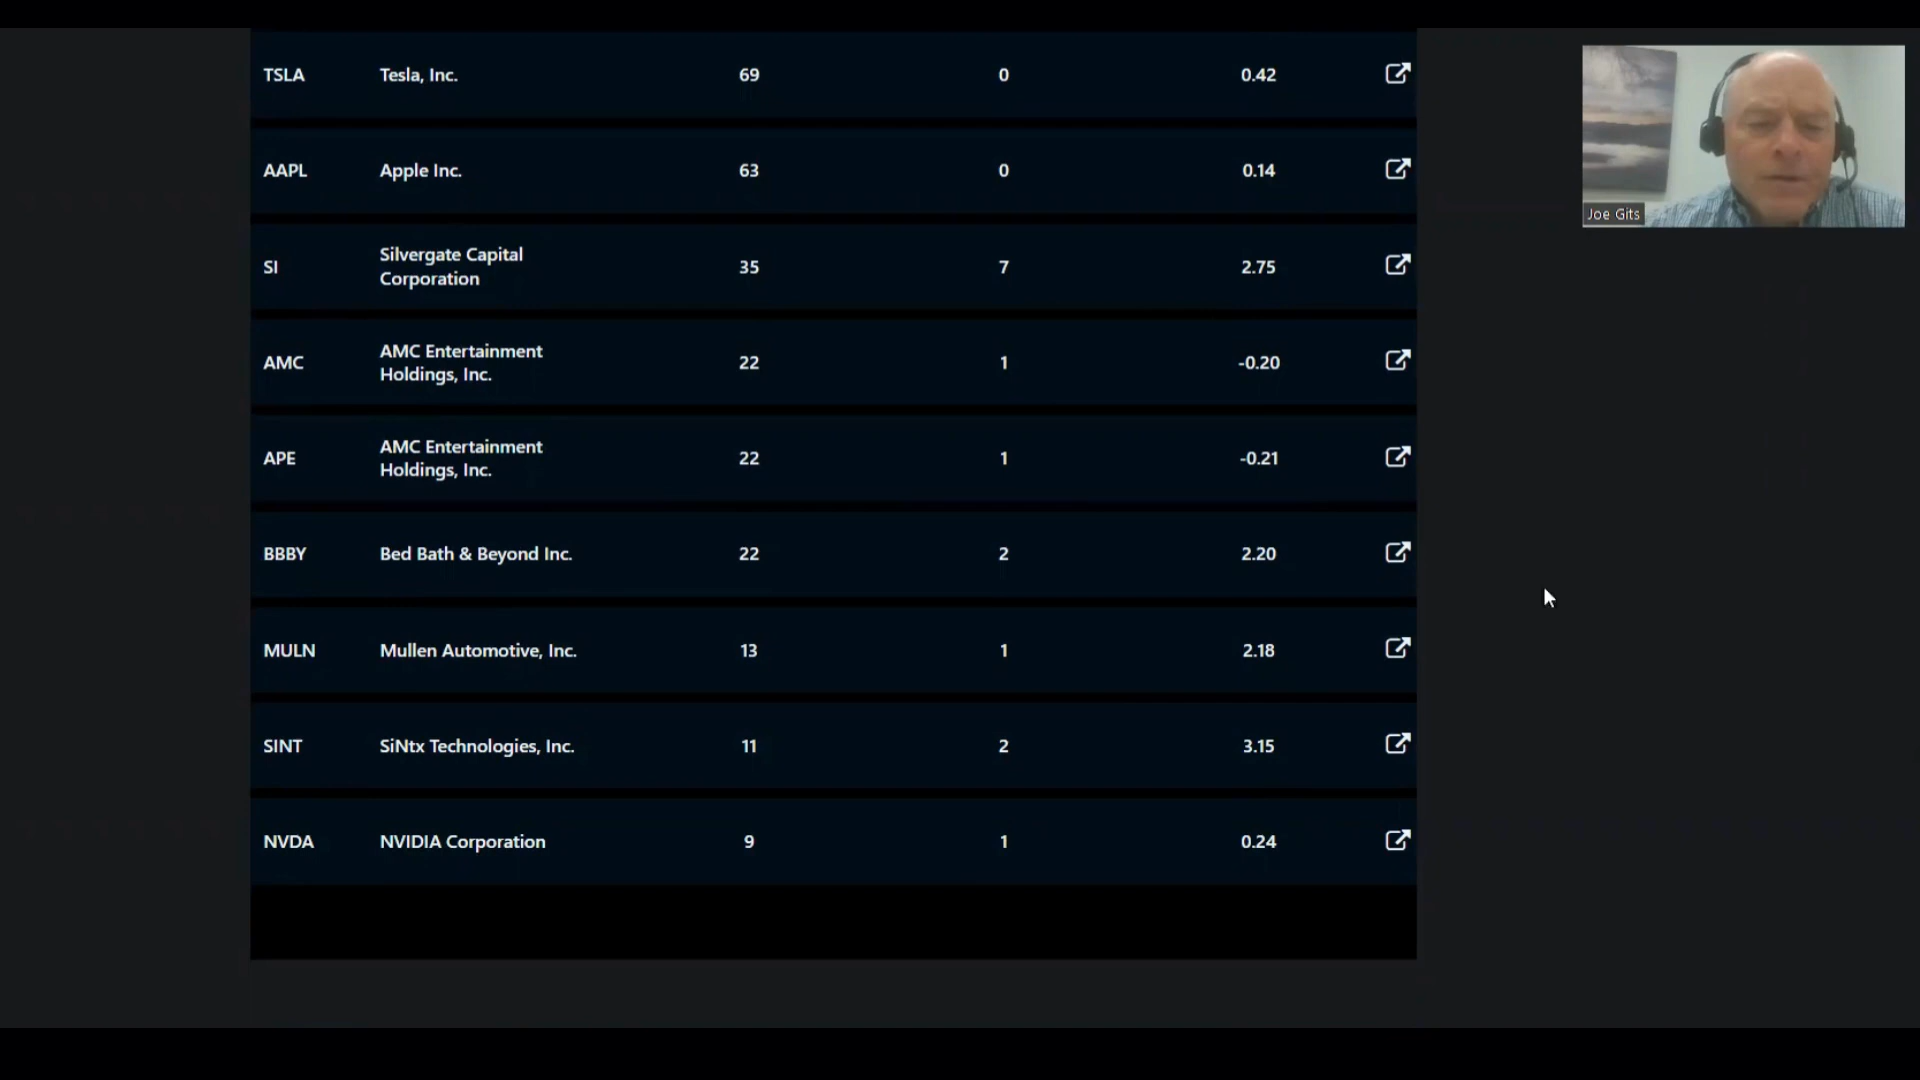 TSLA Tesla, Inc. 69 0 0.42
AAPL Apple Inc. 63 0 0.14
SI Silvergate Capital
Corporation 35 7 2.75
AMC AMC Entertainment
Holdings, Inc. 22 1 -0.20
APE AMC Entertainment
Holdings, Inc. 22 1 -0.21
BBBY Bed Bath & Beyond Inc. 22 2 2.20
MULN Mullen Automotive, Inc. 13 1 2.18
SINT SiNtx Technologies, Inc. 11 2 3.15
NVDA NVIDIA Corporation 9 1 0.24
Joe Gits